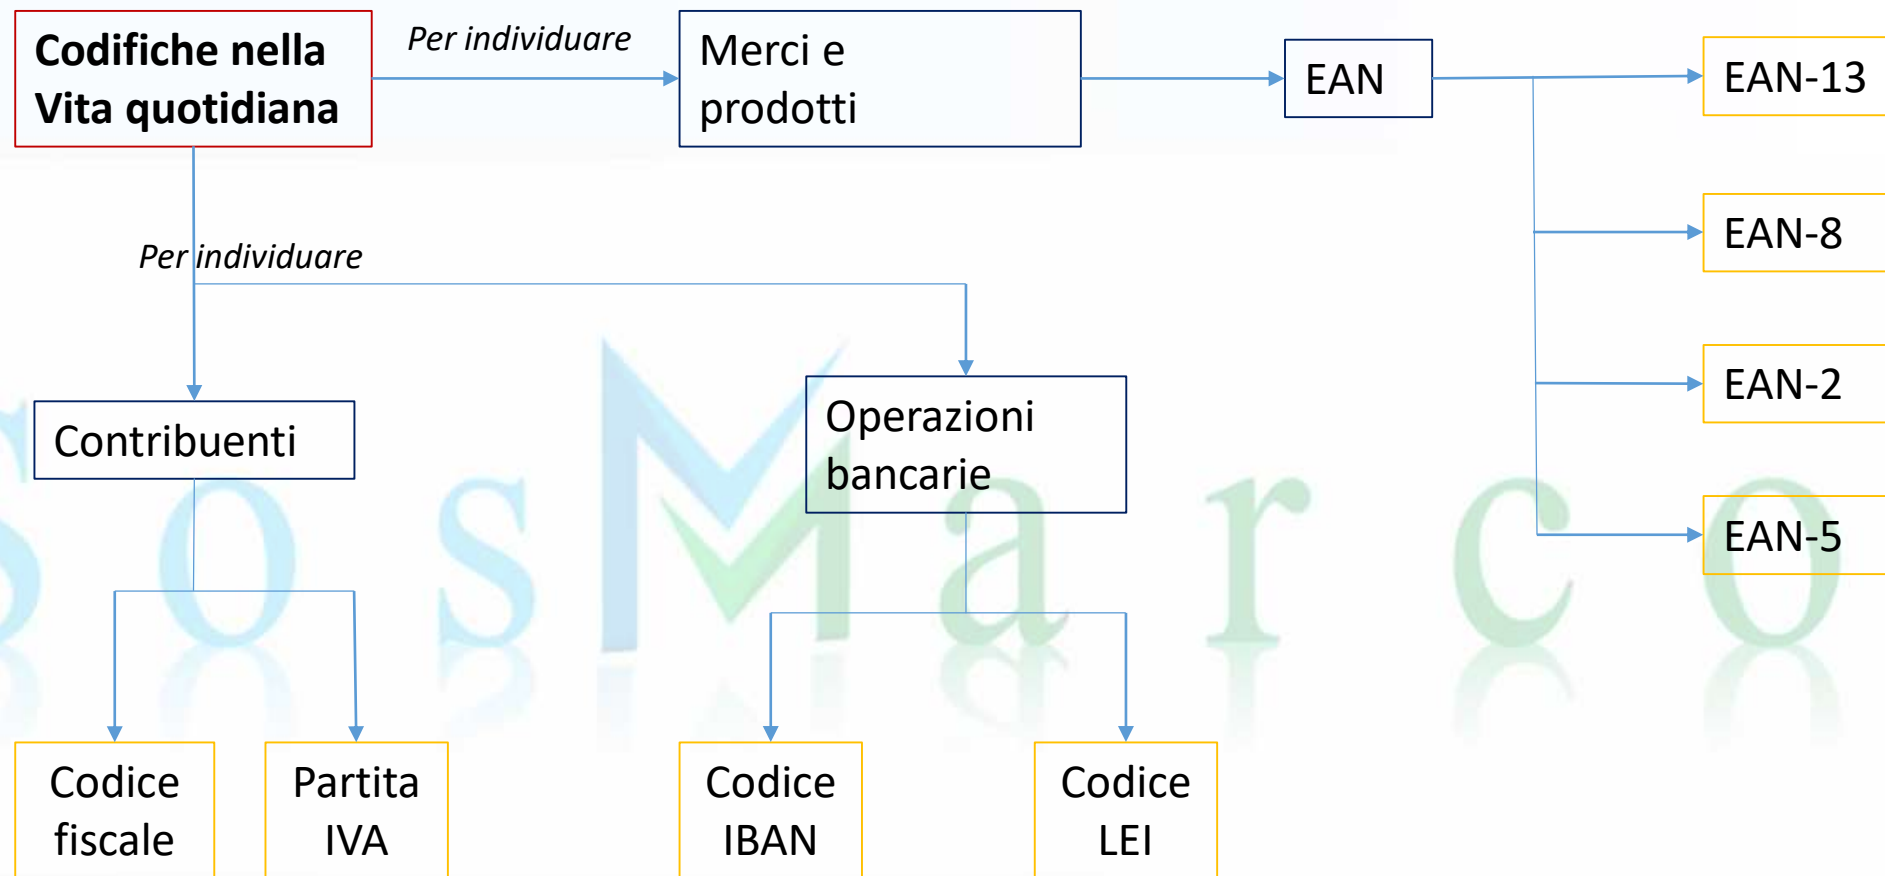 Codifiche nella
Vita quotidiana
Per individuare
Merci e
prodotti
EAN
EAN-13
EAN-8
EAN-2
EAN-5
Per individuare
Contribuenti
Operazioni
bancarie
Codice
fiscale
Partita
IVA
Codice
IBAN
Codice
LEI
SosMarco